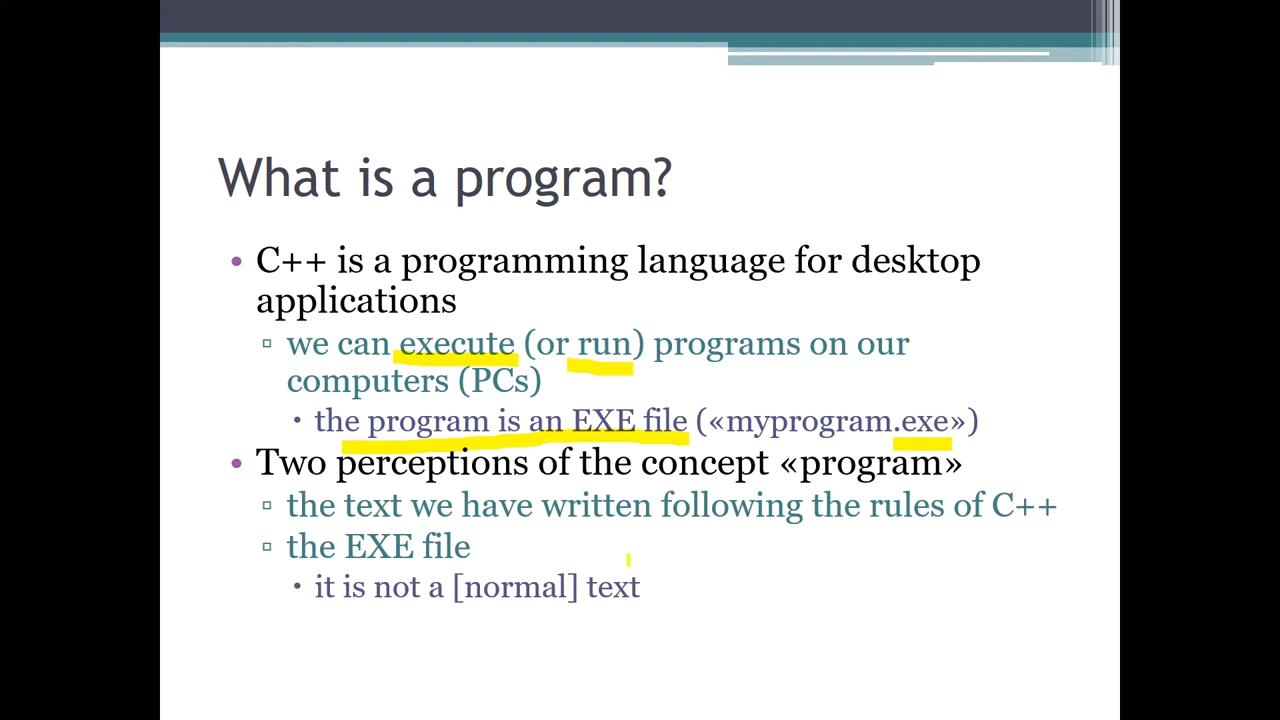 What is a program?
• C++ is a programming language for desktop
applications
▫ we can execute (or run) programs on our
computers (PCs)
• the program is an EXE file («myprogram.exe»)
• Two perceptions of the concept «program»
▫ the text we have written following the rules of C++
▫ the EXE file
• it is not a [normal] text